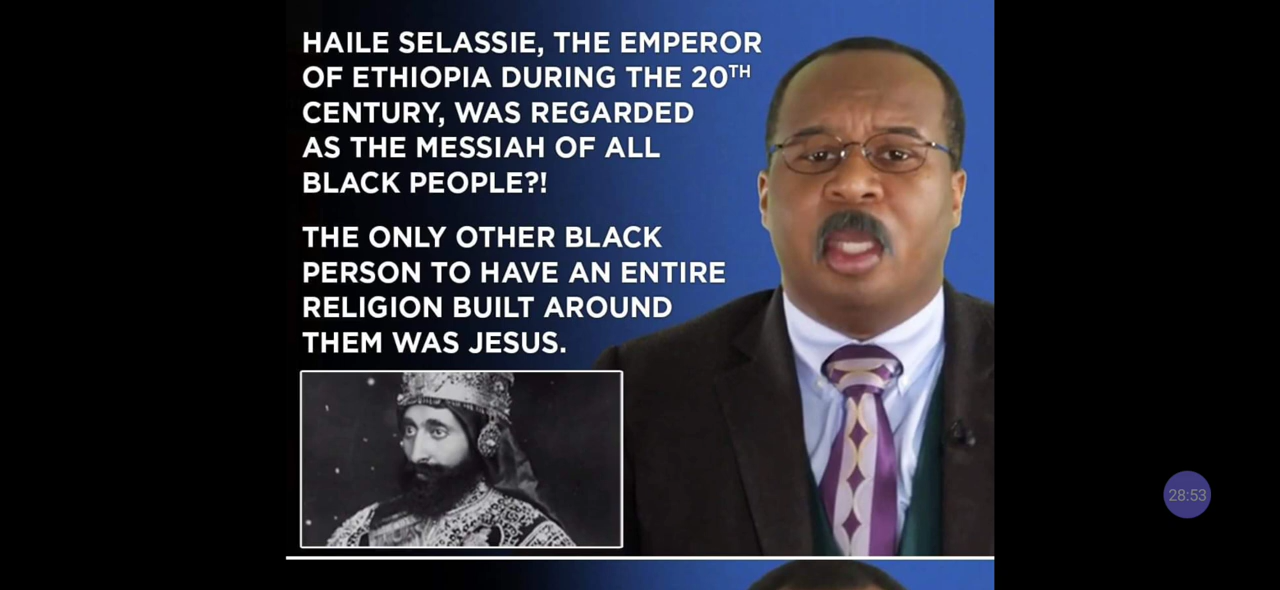 HAILE SELASSIE, THE EMPEROR
OF ETHIOPIA DURING THE 20TH
CENTURY, WAS REGARDED
AS THE MESSIAH OF ALL
BLACK PEOPLE?!
THE ONLY OTHER BLACK
PERSON TO HAVE AN ENTIRE
RELIGION BUILT AROUND
THEM WAS JESUS.
28:53